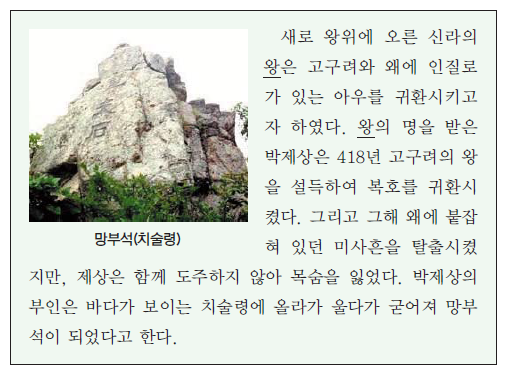 새로 왕위에 오른 신라의
왕은 고구려와 왜에 인질로
가 있는 아우를 귀환시키고
자 하였다. 왕의 명을 받은
박제상은 418년 고구려의 왕
을 설득하여 복호를 귀환시
켰다. 그리고 그해 왜에 붙잡
혀 있던 미사흔을 탈출시켰
지만, 제상은 함께 도주하지 않아 목숨을 잃었다. 박제상의
부인은 바다가 보이는 치술령에 올라가 울다가 굳어져 망부
석이 되었다고 한다.
망부석(치술령)